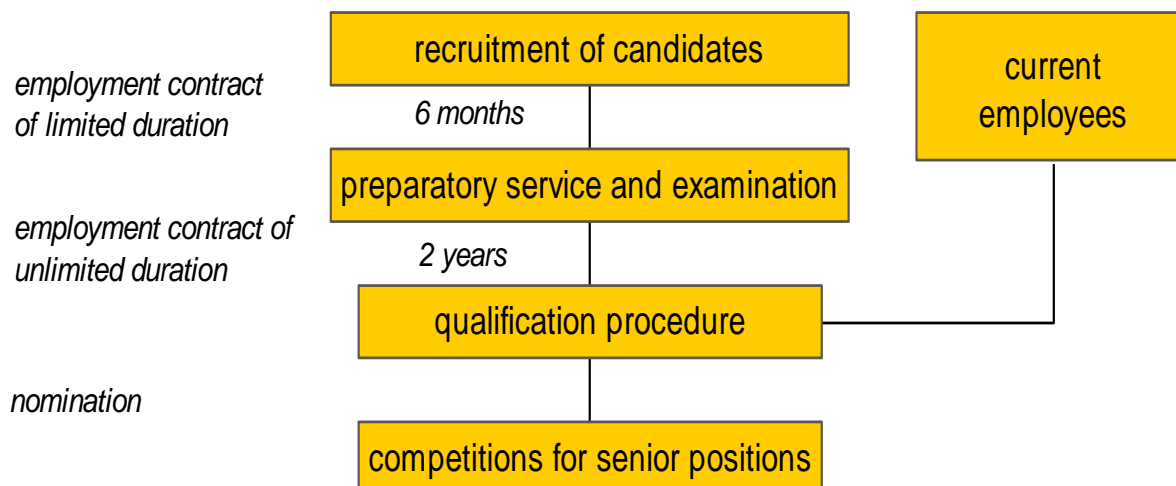 recruitment of candidates
current
employees
employment contract
of limited duration
6 months
preparatory service and examination
employment contract of
unlimited duration
2 years
qualification procedure
nomination
competitions for senior positions